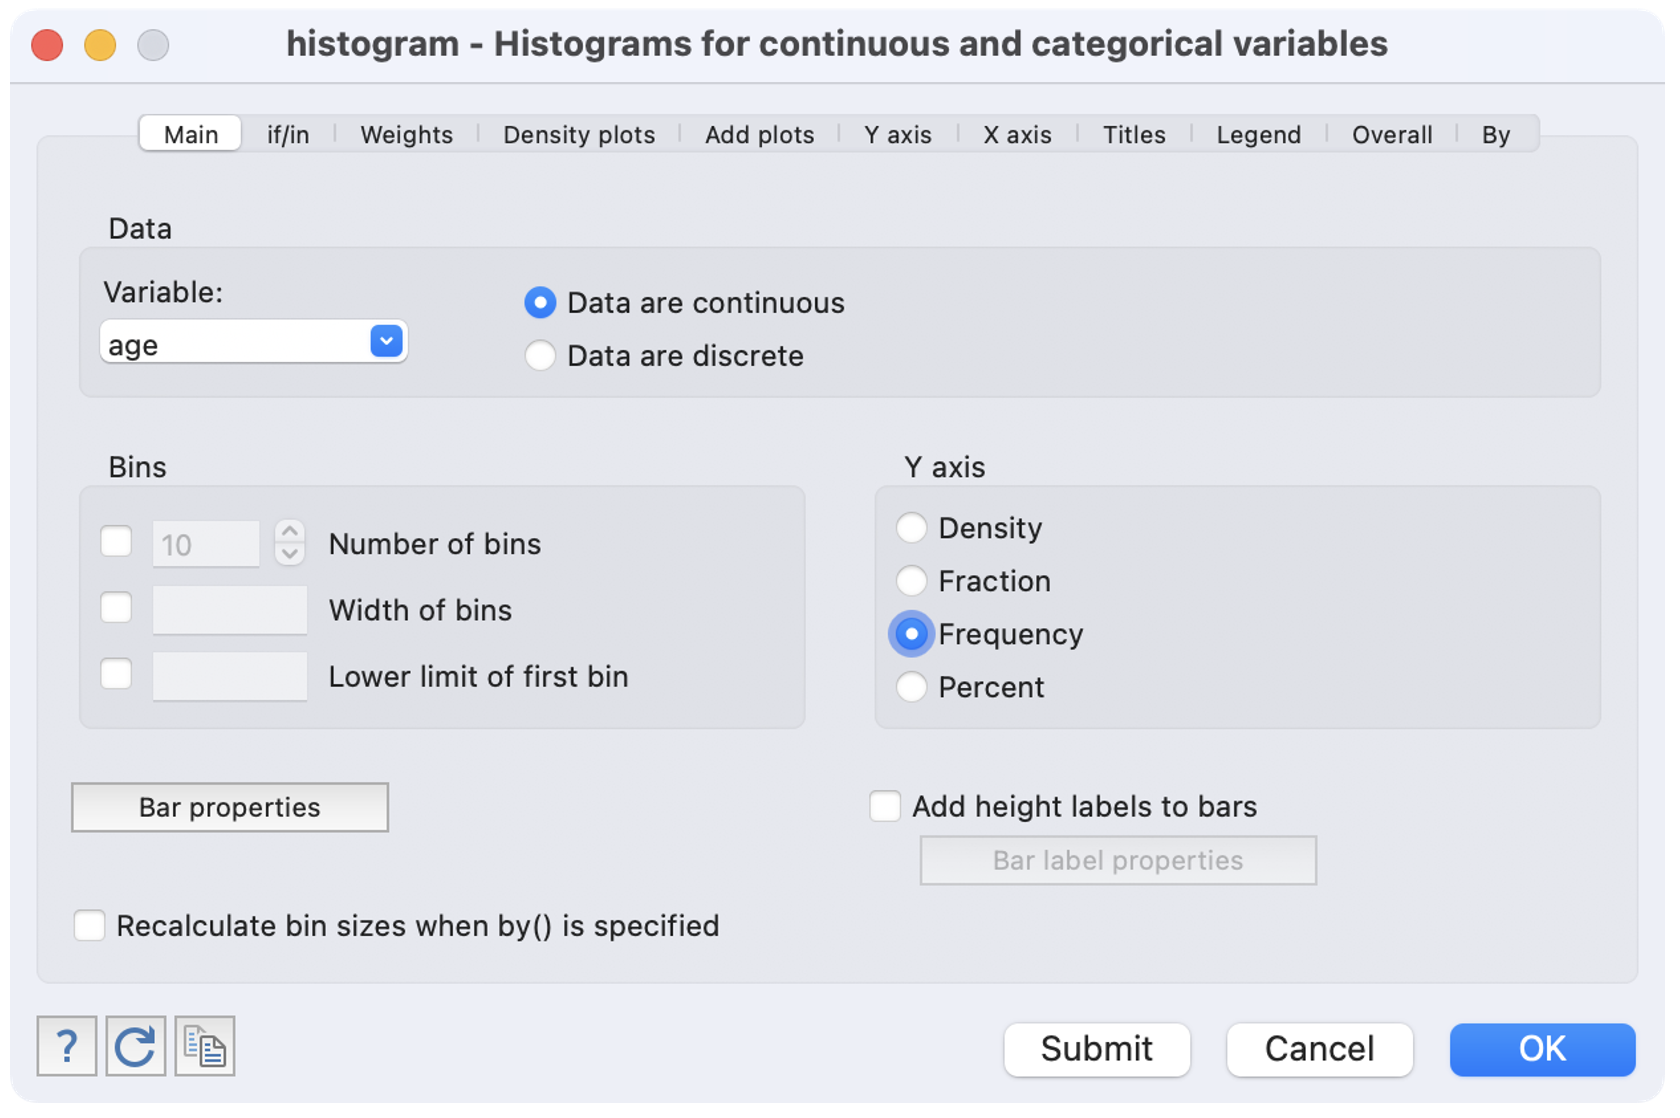 histogram - Histograms for continuous and categorical variables
Main if/in Weights Density plots Add plots Y axis X axis Titles Legend Overall By
Data
Variable:
age
Data are continuous
Data are discrete
Bins
10 Number of bins
Width of bins
Lower limit of first bin
Y axis
Density
Fraction
Frequency
Percent
Bar properties
Add height labels to bars
Bar label properties
Recalculate bin sizes when by() is specified
? Submit Cancel OK